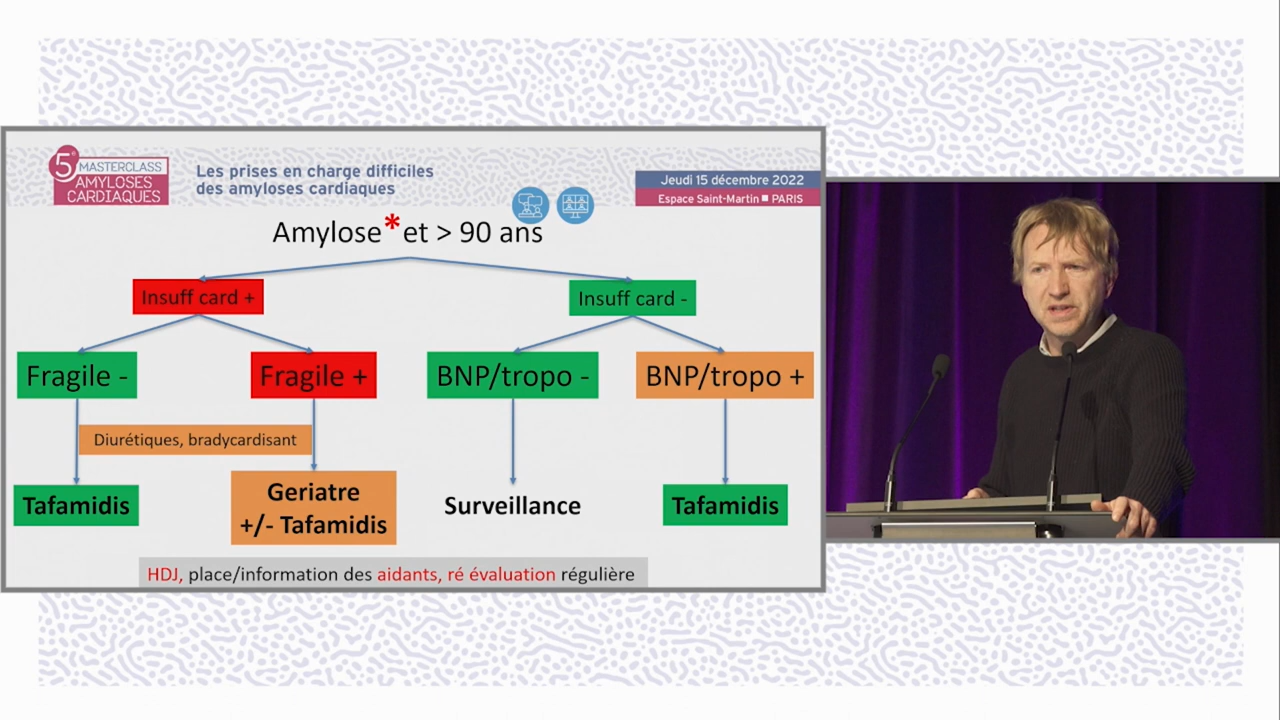 5e MASTERCLASS
AMYLOSES
CARDIAQUES
Les prises en charge difficiles
des amyloses cardiaques
Jeudi 15 décembre 2022
Espace Saint-Martin ■ PARIS
Amylose* et > 90 ans
Insuff card +
Insuff card -
Fragile -
Fragile +
BNP/tropo -
BNP/tropo +
Diurétiques, bradycardisant
Tafamidis
Geriatre
+/- Tafamidis
Surveillance
Tafamidis
HDJ, place/information des aidants, ré évaluation régulière